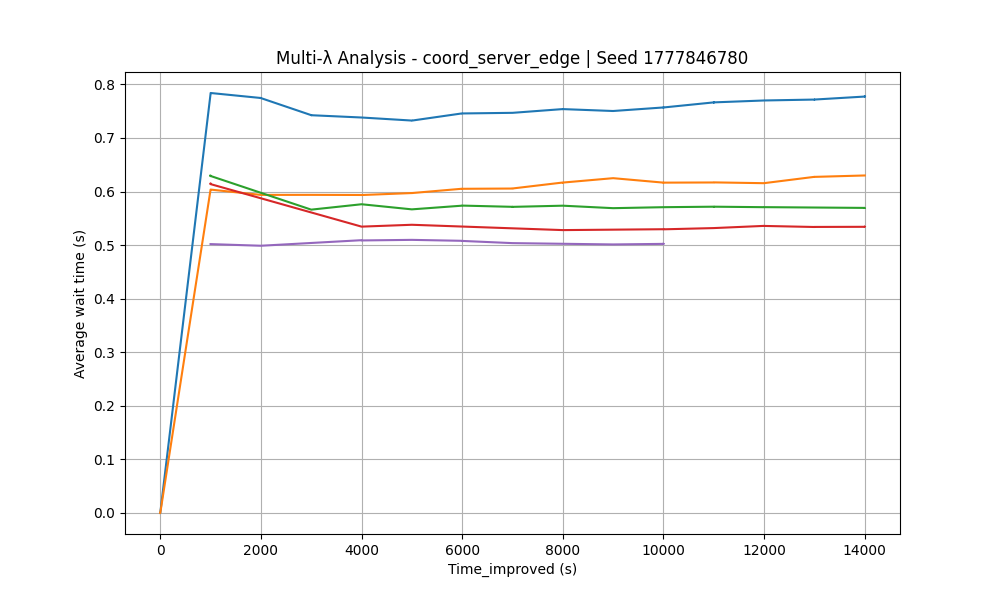 Multi-λ Analysis - coord_server_edge | Seed 1777846780
Average wait time (s)
0.8
0.7
0.6
0.5
0.4
0.3
0.2
0.1
0.0
0 2000 4000 6000 8000 10000 12000 14000
Time_improved (s)